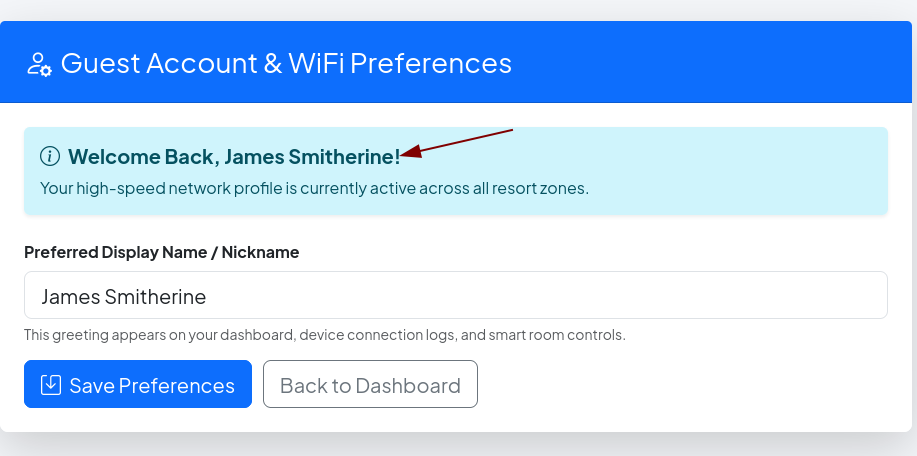 Guest Account & WiFi Preferences
Welcome Back, James Smitherine!
Your high-speed network profile is currently active across all resort zones.
Preferred Display Name / Nickname
James Smitherine
This greeting appears on your dashboard, device connection logs, and smart room controls.
Save Preferences
Back to Dashboard